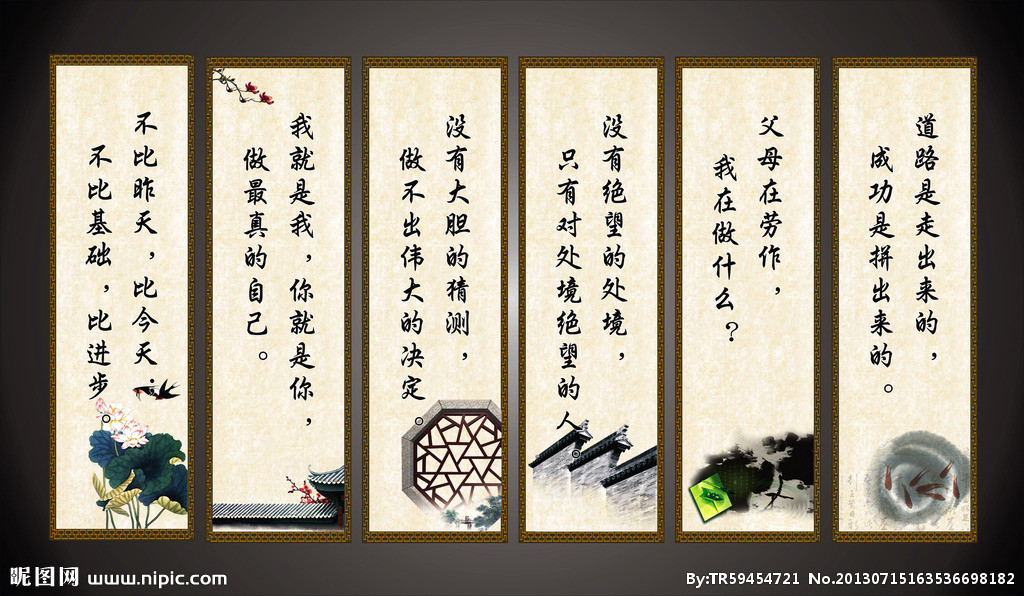 不比昨天，比今天；
不比基础，比进步。
我就是我，你就是你，
做最真的自己。
没有大胆的猜测，
做不出伟大的决定。
没有绝望的处境，
只有对处境绝望的人。
父母在劳作，
我在做什么？
道路是走出来的，
成功是拼出来的。
昵图网 www.nipic.com
By:TR59454721 No.20130715163536698182